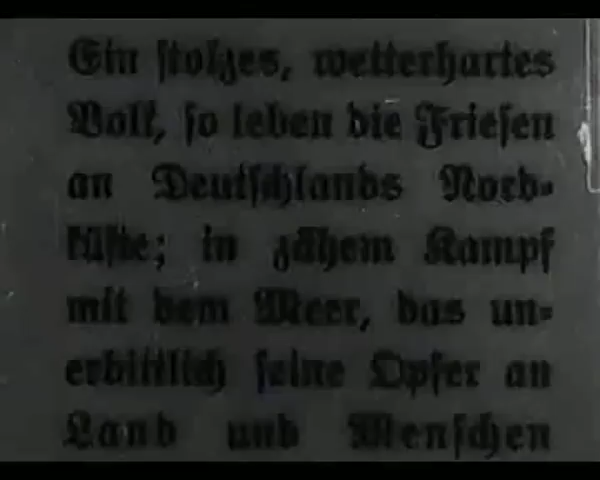 Ein stolzes, wetterhartes
Volk, so leben die Friesen
an Deutschlands Nord-
küste; in zähem Kampf
mit dem Meer, das un-
erbittlich seine Opfer an
Land und Menschen